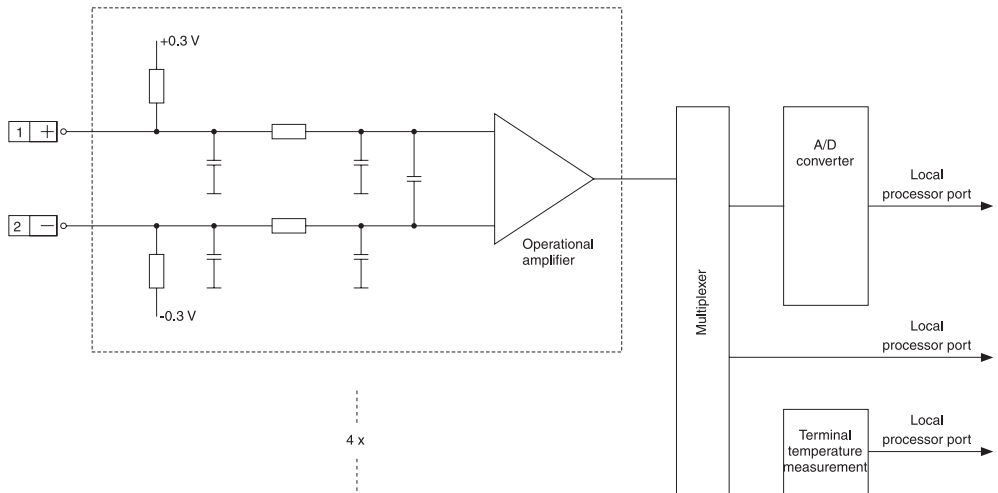 +0.3 V
1 +
A/D
converter
Local
processor port
2 −
Operational
amplifier
Multiplexer
-0.3 V
Local
processor port
4 x
Terminal
temperature
measurement
Local
processor port